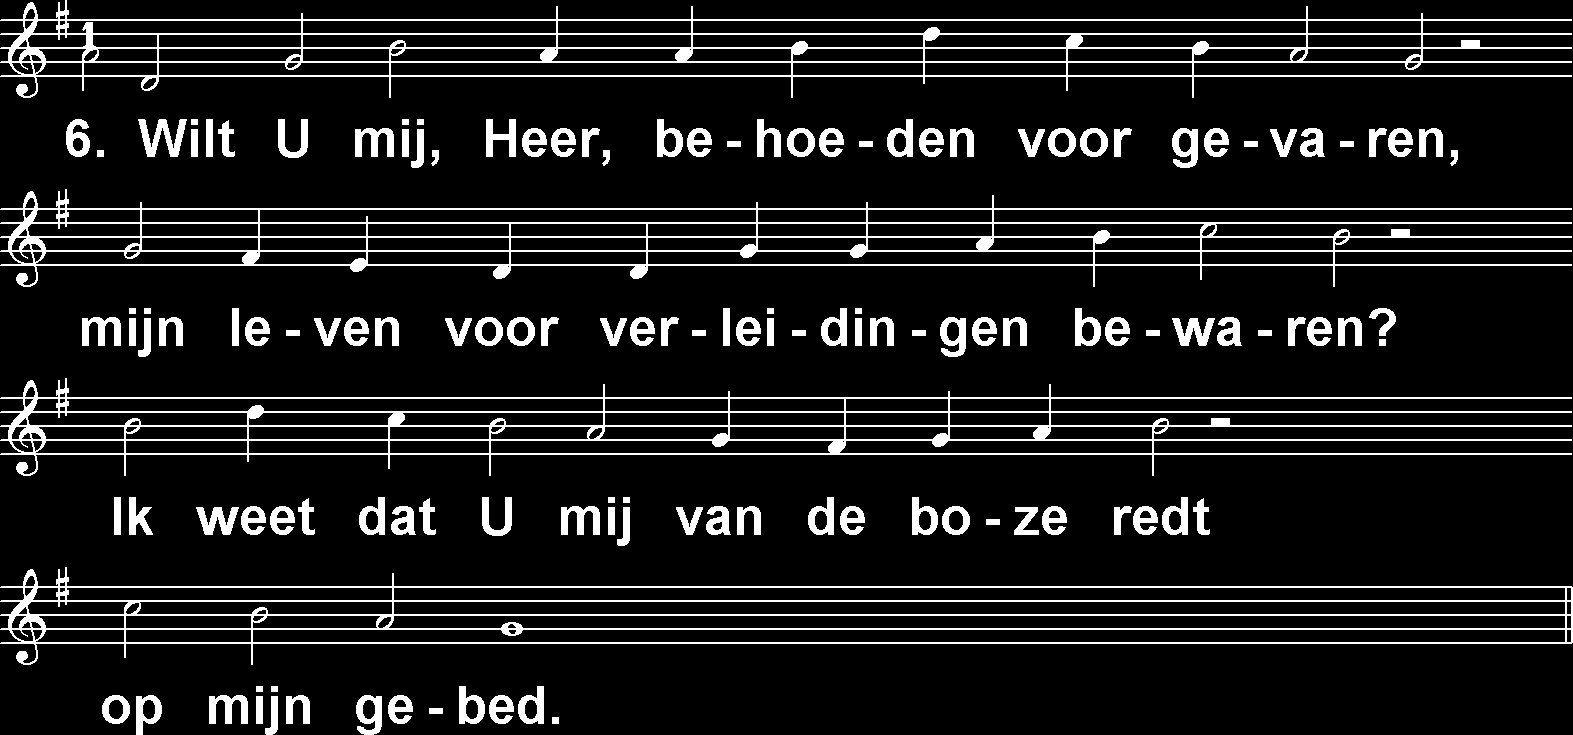 1
6. Wilt U mij, Heer, be - hoe - den voor ge - va - ren,
mijn le - ven voor ver - lei - din - gen be - wa - ren?
Ik weet dat U mij van de bo - ze redt
op mijn ge - bed.